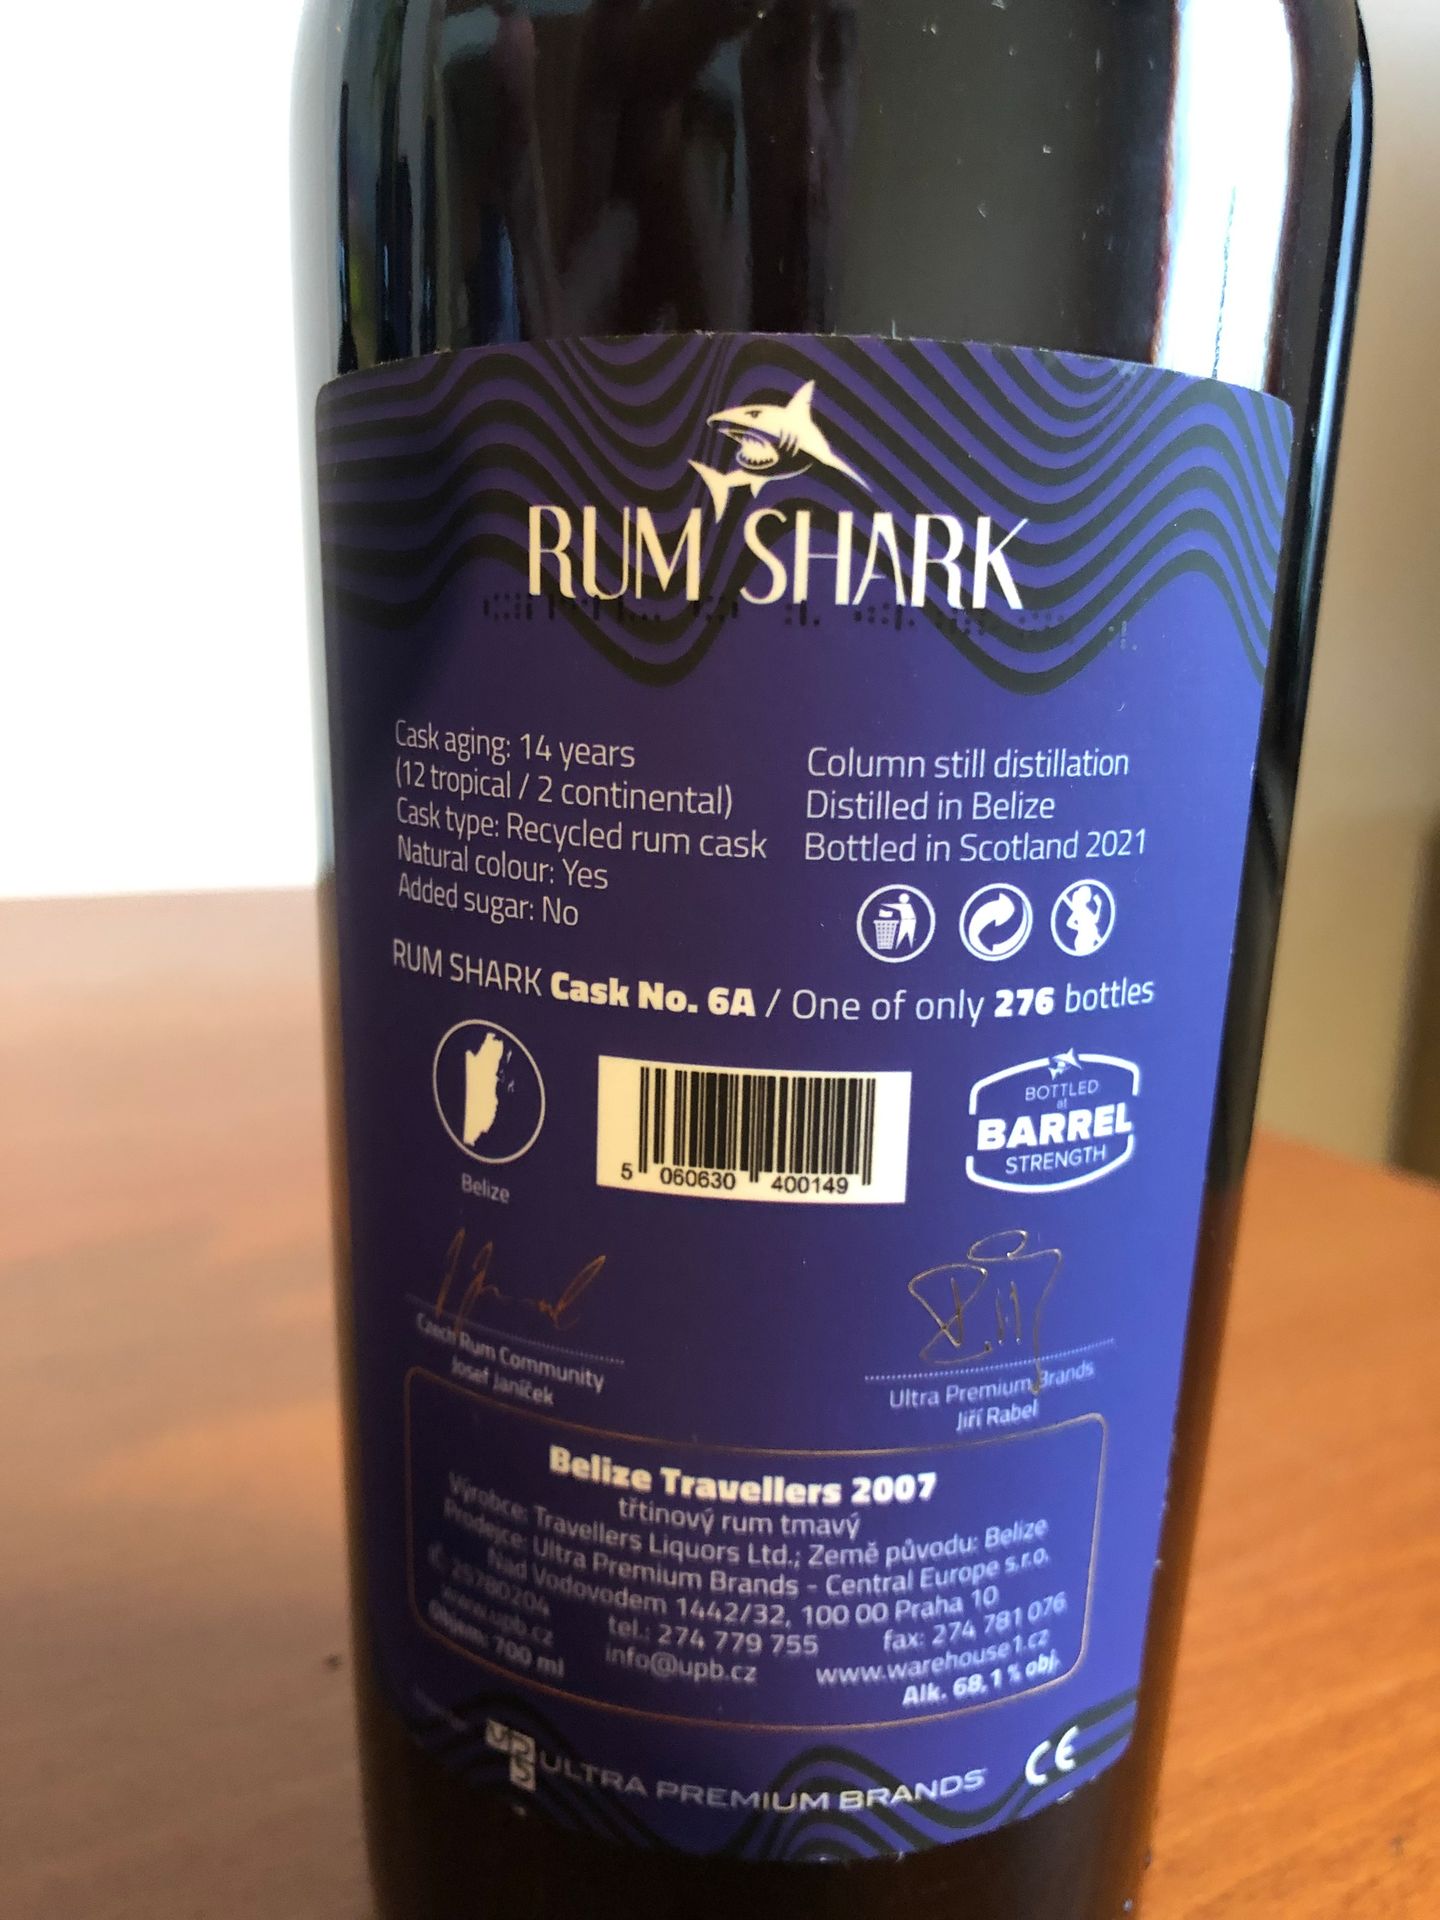 RUM SHARK
Cask aging: 14 years
(12 tropical / 2 continental)
Cask type: Recycled rum cask
Natural colour: Yes
Added sugar: No
Column still distillation
Distilled in Belize
Bottled in Scotland 2021
RUM SHARK Cask No. 6A / One of only 276 bottles
Belize
5 060630 400149
BOTTLED
at
BARREL
STRENGTH
Czech Rum Community
Josef Janíček
Ultra Premium Brands
Jiří Rabel
Belize Travellers 2007
třtinový rum tmavý
Výrobce: Travellers Liquors Ltd.; Země původu: Belize
Prodejce: Ultra Premium Brands - Central Europe s.r.o.
Nad Vodovodem 1442/32, 100 00 Praha 10
tel.: 274 779 755 fax: 274 781 076
www.upb.cz info@upb.cz www.warehouse1.cz
Objem: 700 ml Alk. 68,1 % obj.
ULTRA PREMIUM BRANDS
CE